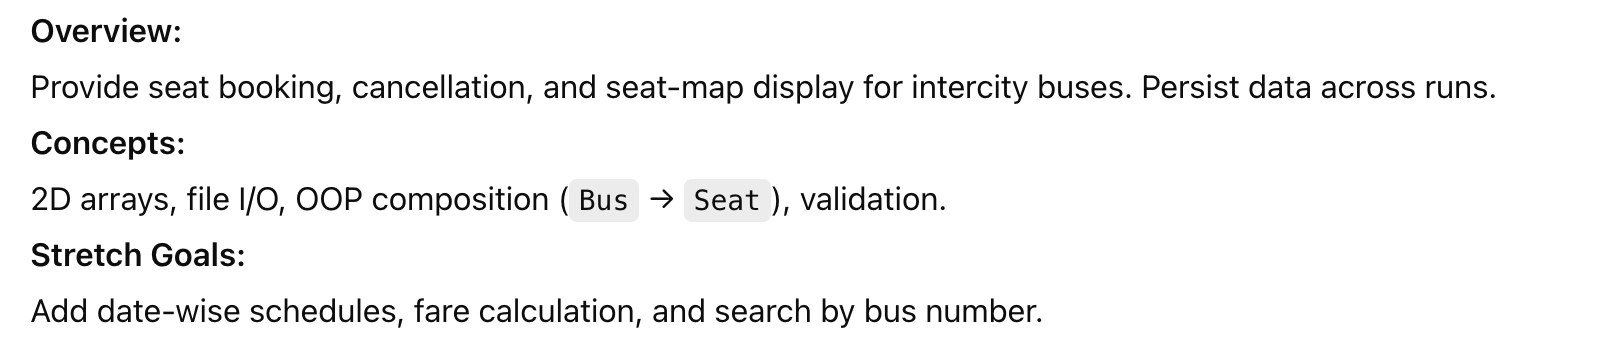 Overview:
Provide seat booking, cancellation, and seat-map display for intercity buses. Persist data across runs.
Concepts:
2D arrays, file I/O, OOP composition ( Bus → Seat ), validation.
Stretch Goals:
Add date-wise schedules, fare calculation, and search by bus number.